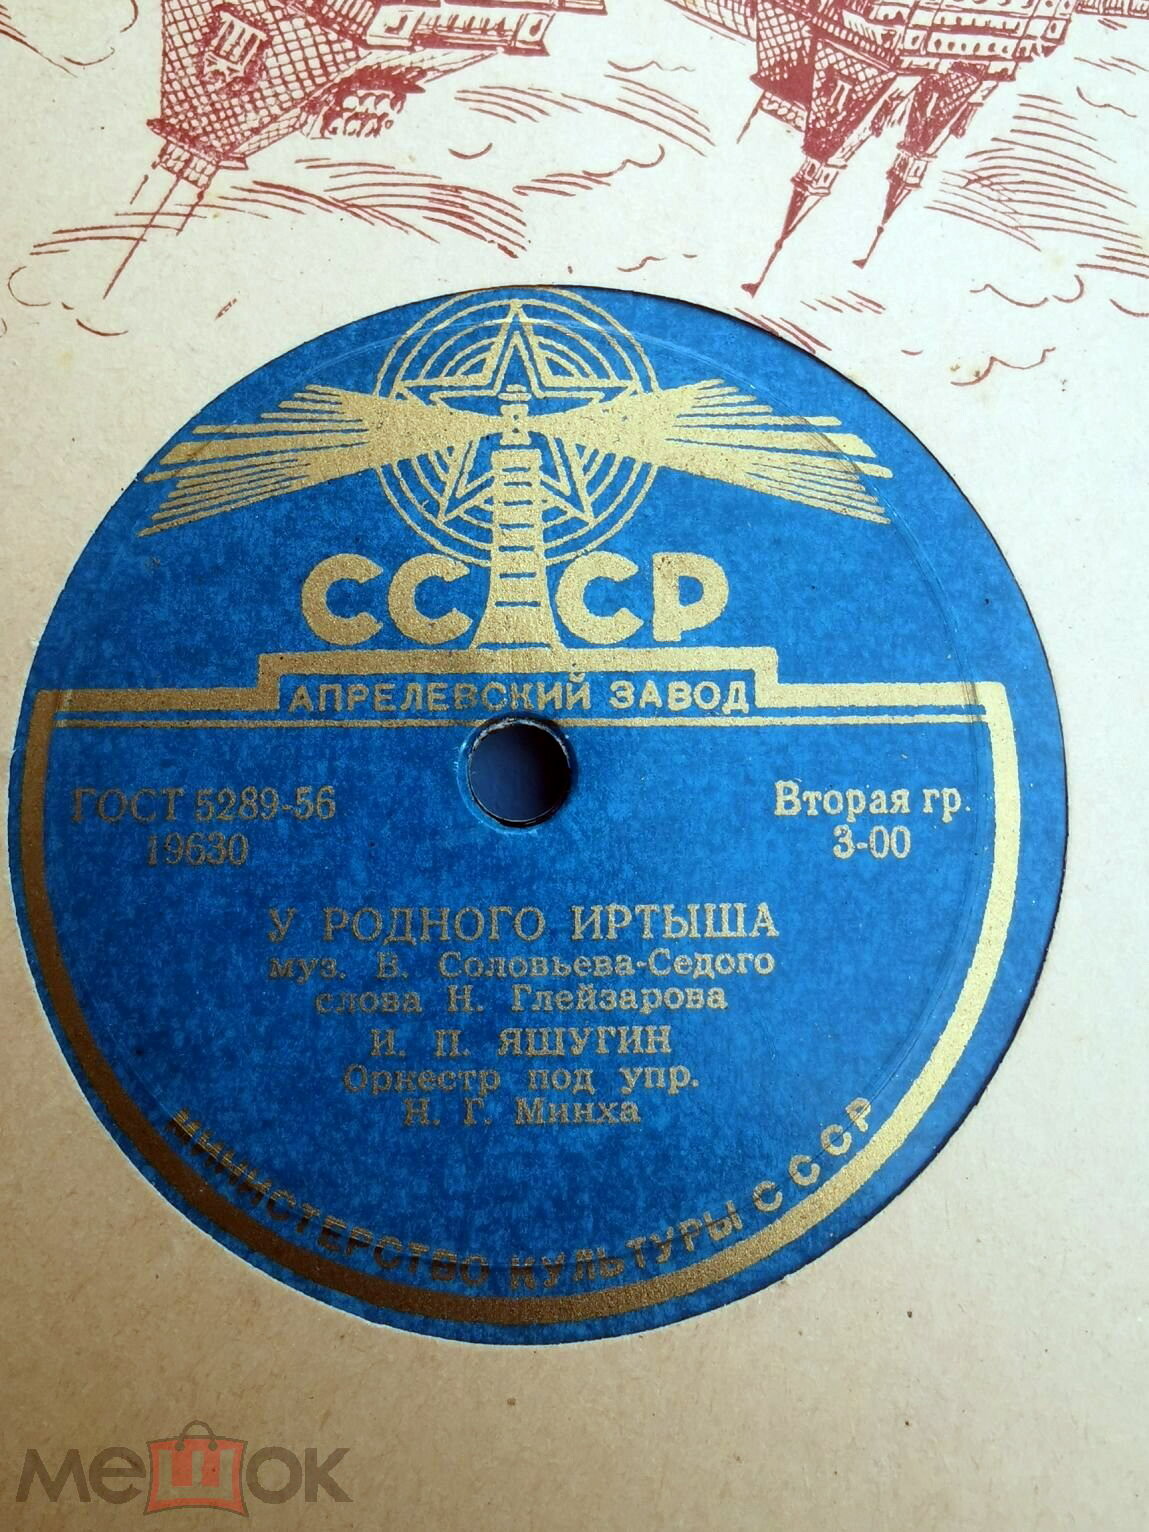 СССР
АПРЕЛЕВСКИЙ ЗАВОД
ГОСТ 5289-56
19630
Вторая гр.
3-00
У РОДНОГО ИРТЫША
муз. В. Соловьева-Седого
слова Н. Глейзарова
И. П. ЯШУГИН
Оркестр под упр.
Н. Г. Минха
МИНИСТЕРСТВО КУЛЬТУРЫ СССР
мешок